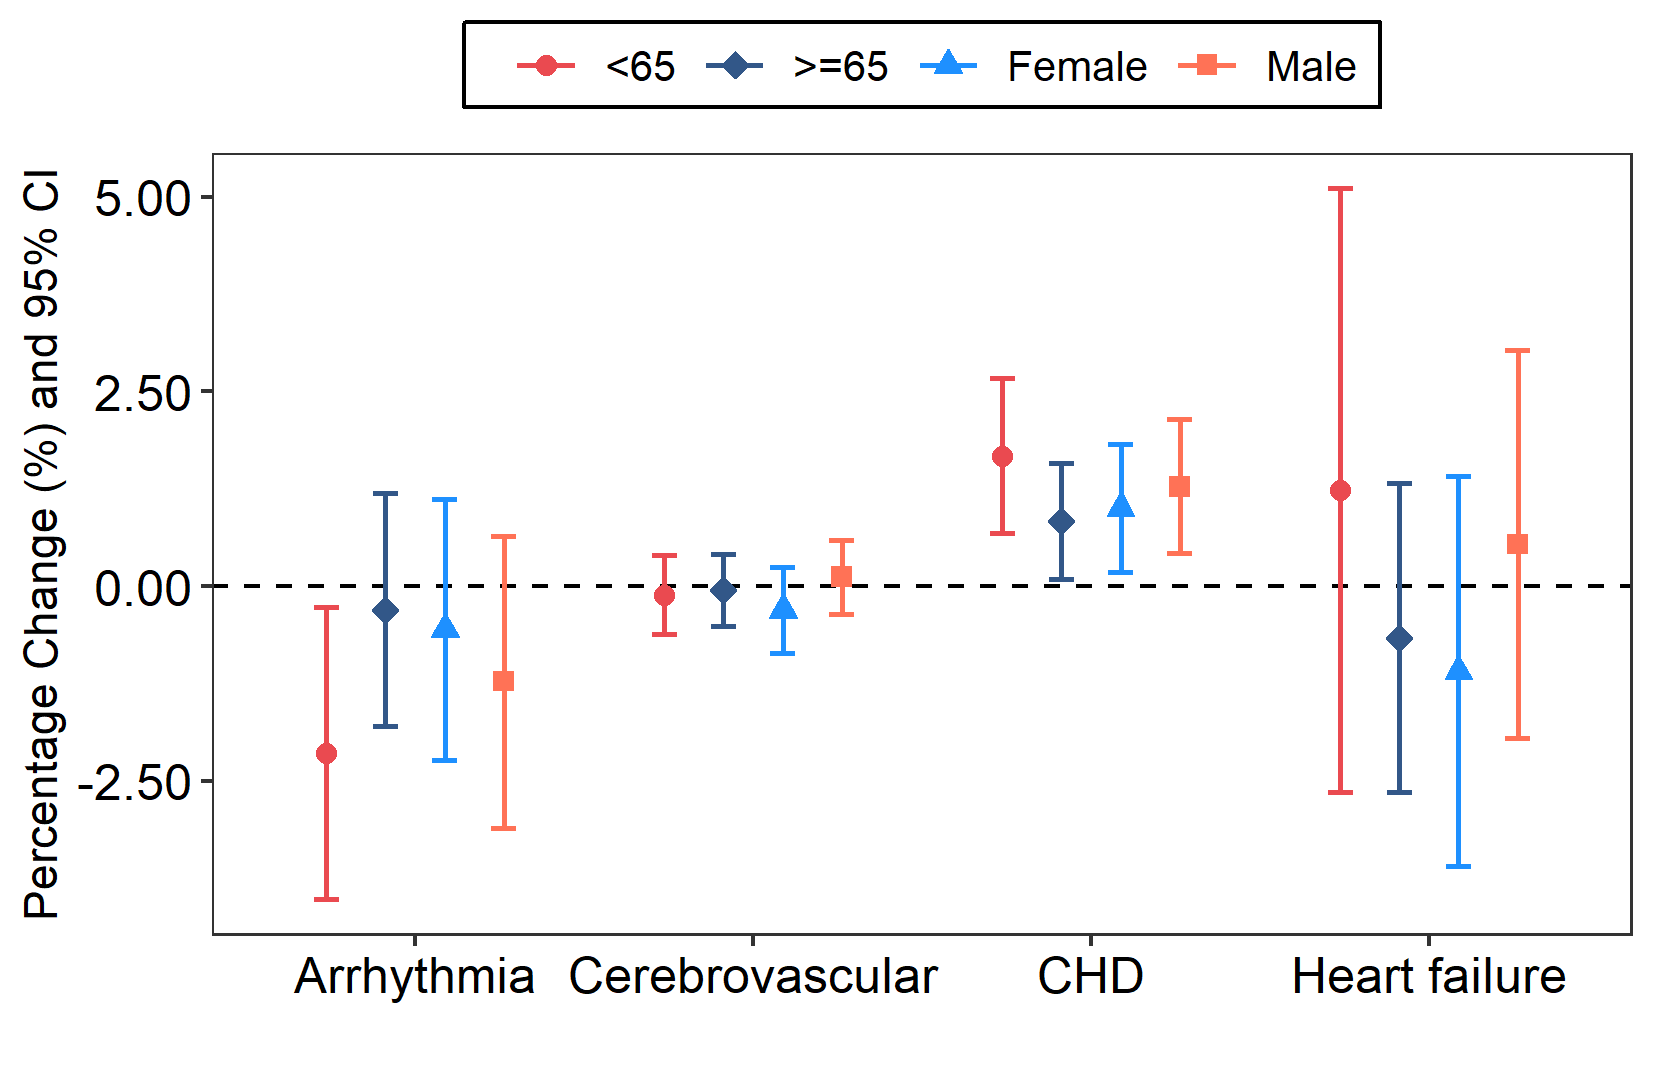 <65 >=65 Female Male
Percentage Change (%) and 95% CI
5.00
2.50
0.00
-2.50
Arrhythmia Cerebrovascular CHD Heart failure